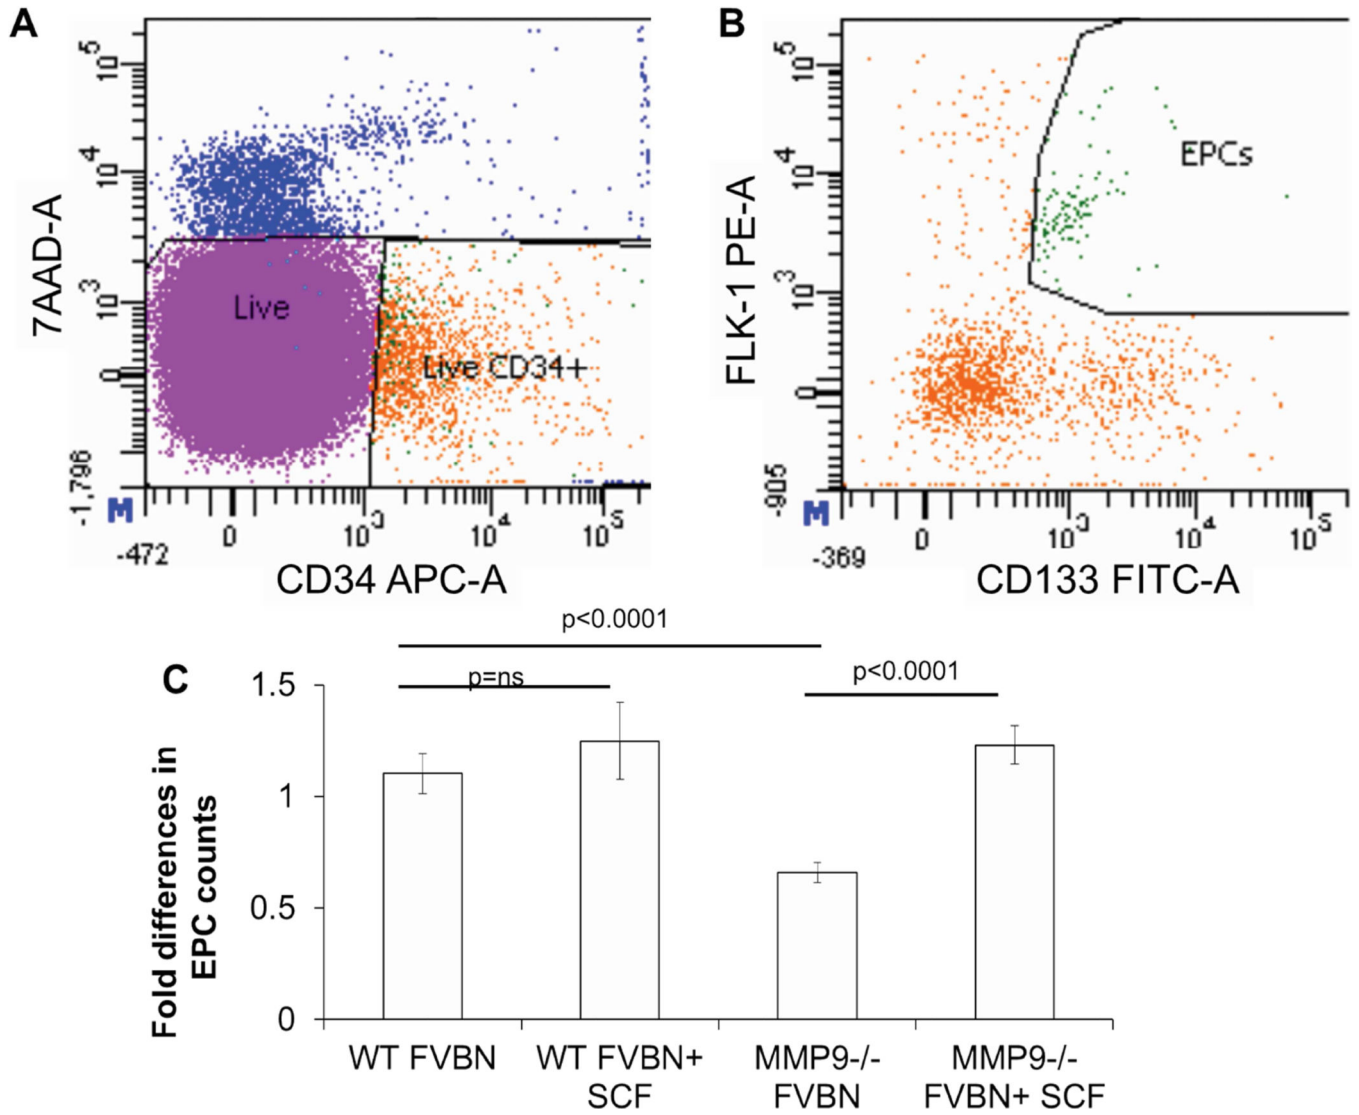 A
10^5
10^4
10^3
0
-1,796
7AAD-A
Live
Live CD34+
M
-472
0
10^3
10^4
10^5
CD34 APC-A
B
10^5
10^4
10^3
0
-905
FLK-1 PE-A
EPCs
M
-369
0
10^3
10^4
10^5
CD133 FITC-A
C
p<0.0001
p=ns
p<0.0001
1.5
1
0.5
0
Fold differences in
EPC counts
WT FVBN
WT FVBN+
SCF
MMP9-/-
FVBN
MMP9-/-
FVBN+ SCF